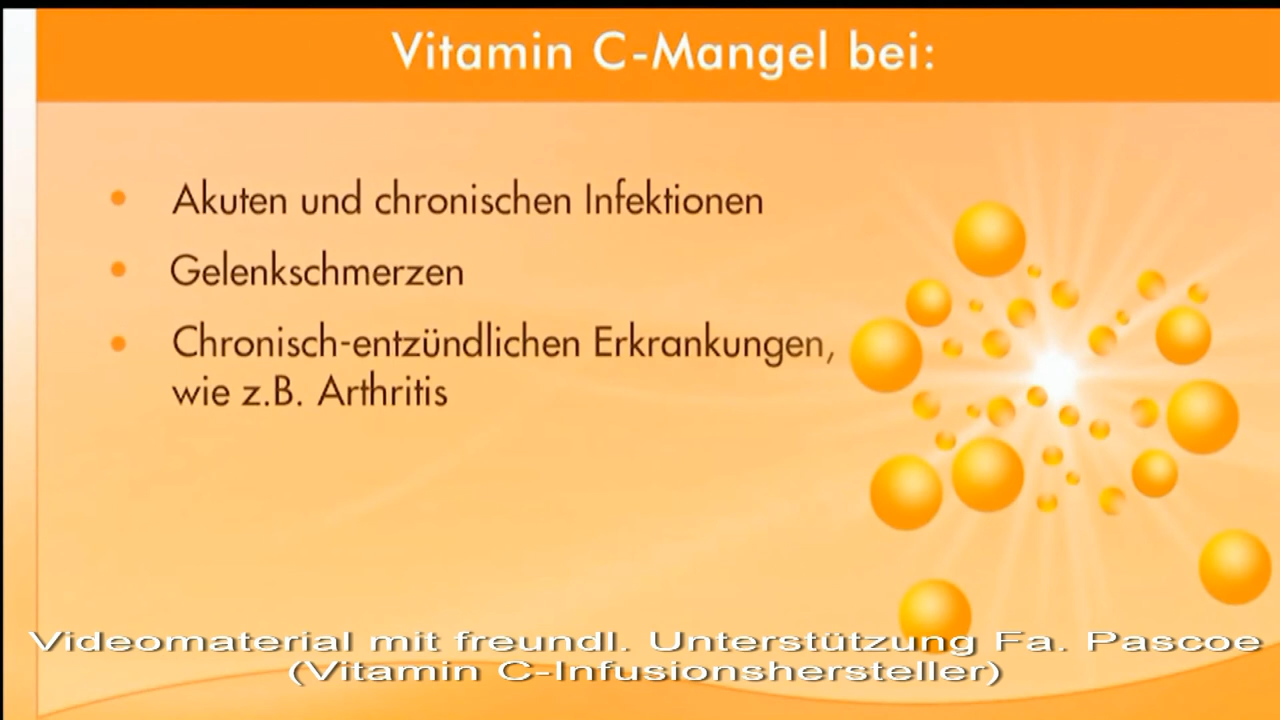 Vitamin C-Mangel bei:
Akuten und chronischen Infektionen
Gelenkschmerzen
Chronisch-entzündlichen Erkrankungen,
wie z.B. Arthritis
Videomaterial mit freundl. Unterstützung Fa. Pascoe
(Vitamin C-Infusionshersteller)